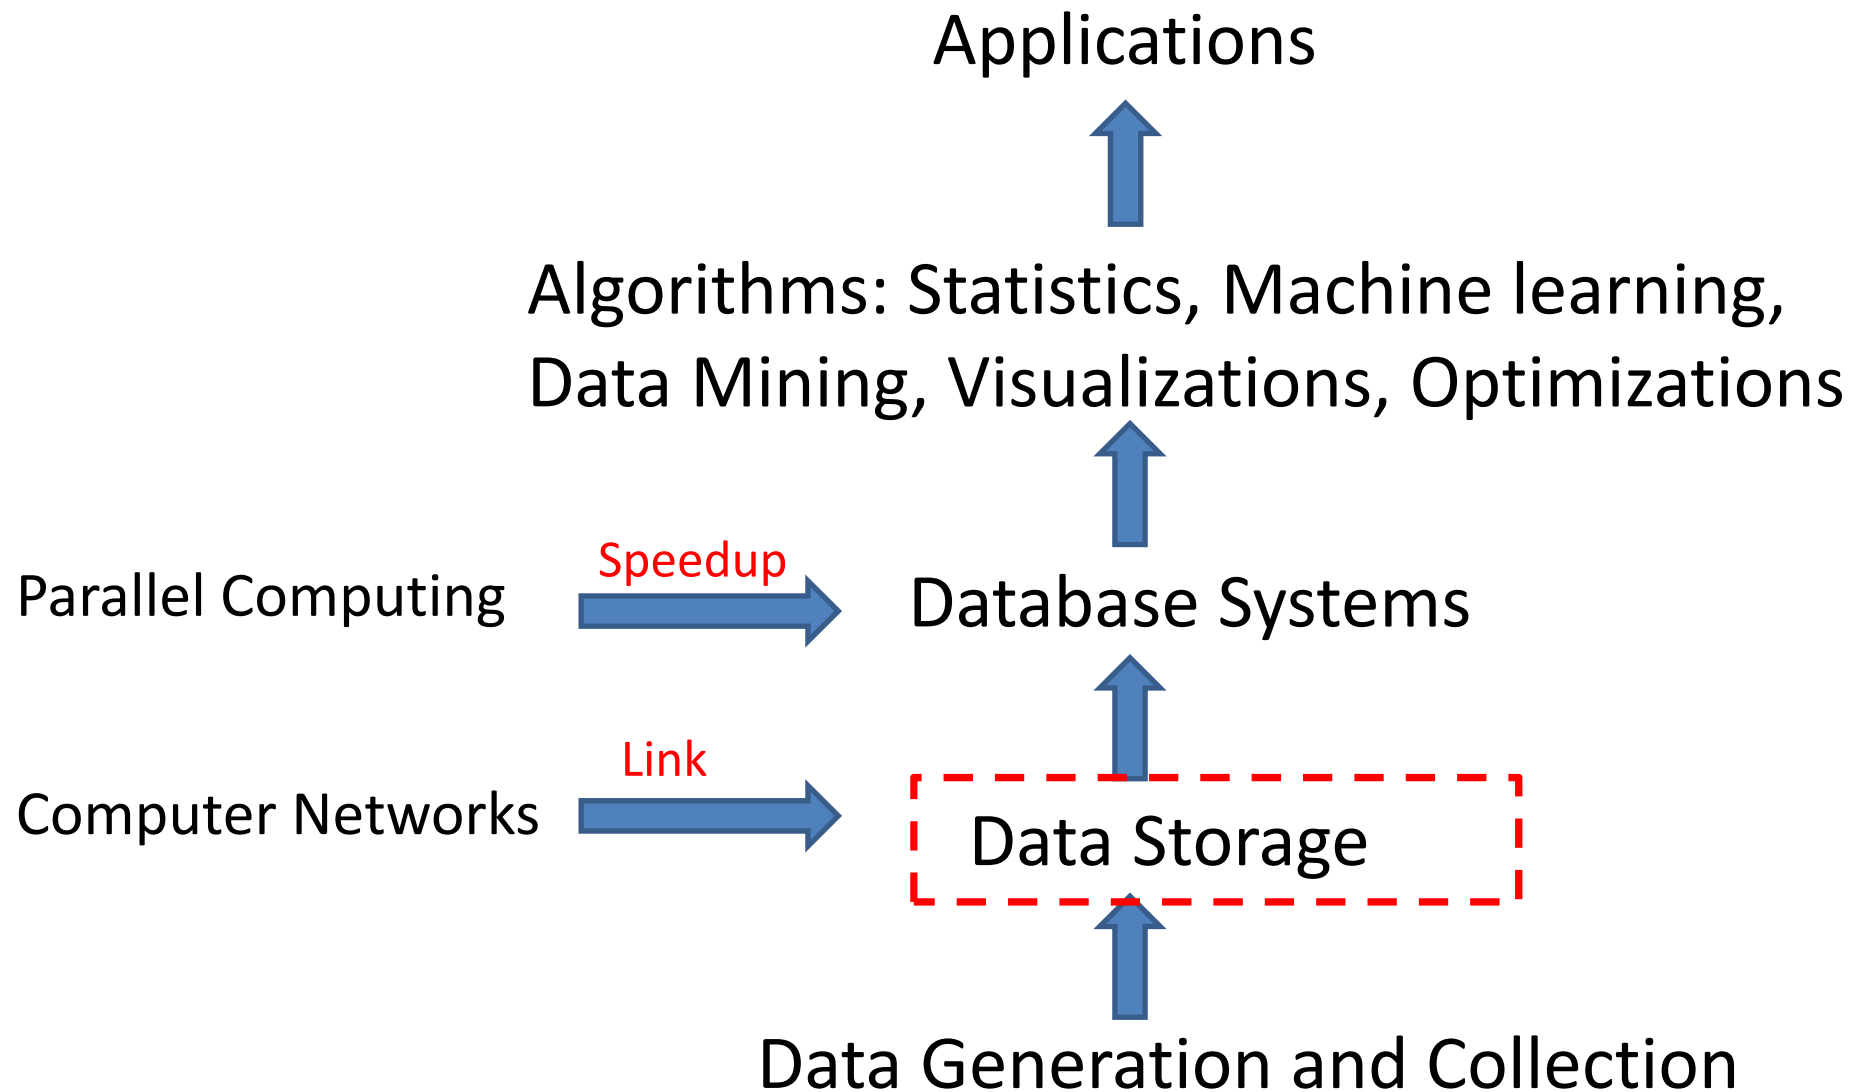 Applications
Algorithms: Statistics, Machine learning,
Data Mining, Visualizations, Optimizations
Speedup
Parallel Computing
Database Systems
Link
Computer Networks
Data Storage
Data Generation and Collection